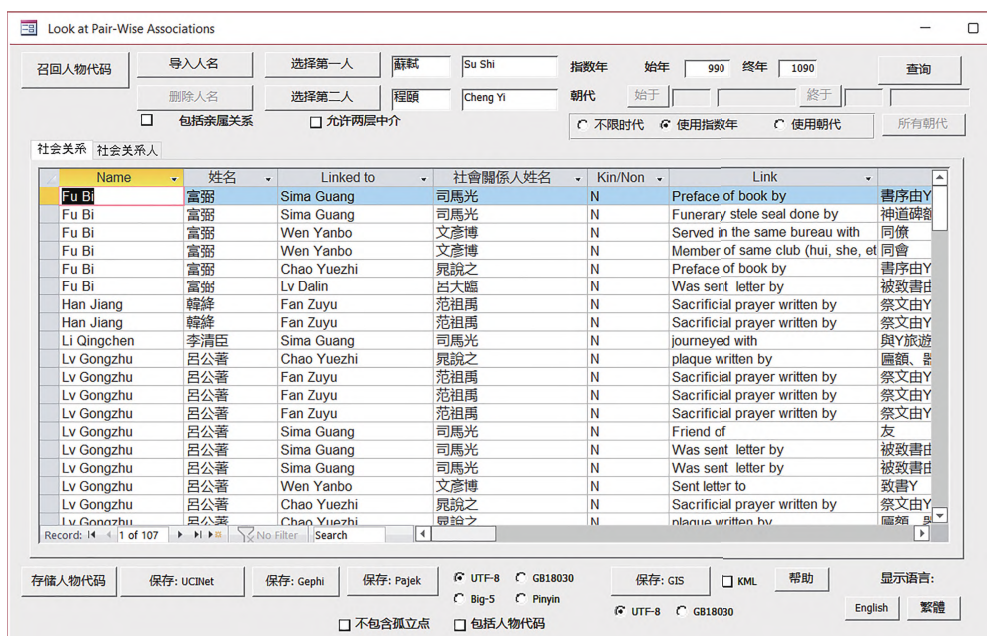 Look at Pair-Wise Associations
召回人物代码 导入人名 选择第一人 蘇軾 Su Shi 指数年 始年 990 终年 1090 查询
删除人名 选择第二人 程頤 Cheng Yi 朝代 始于 終于
包括亲属关系 允许两层中介 不限时代 使用指数年 使用朝代 所有朝代
社会关系 社会关系人
Name 姓名 Linked to 社會關係人姓名 Kin/Non Link
Fu Bi 富弼 Sima Guang 司馬光 N Preface of book by 書序由Y
Fu Bi 富弼 Sima Guang 司馬光 N Funerary stele seal done by 神道碑額
Fu Bi 富弼 Wen Yanbo 文彥博 N Served in the same bureau with 同僚
Fu Bi 富弼 Wen Yanbo 文彥博 N Member of same club (hui, she, et 同會
Fu Bi 富弼 Chao Yuezhi 晁說之 N Preface of book by 書序由Y
Fu Bi 富弼 Lv Dalin 呂大臨 N Was sent letter by 被致書由
Han Jiang 韓絳 Fan Zuyu 范祖禹 N Sacrificial prayer written by 祭文由Y
Han Jiang 韓絳 Fan Zuyu 范祖禹 N Sacrificial prayer written by 祭文由Y
Li Qingchen 李清臣 Sima Guang 司馬光 N journeyed with 與Y旅遊
Lv Gongzhu 呂公著 Chao Yuezhi 晁說之 N plaque written by 匾額、器
Lv Gongzhu 呂公著 Fan Zuyu 范祖禹 N Sacrificial prayer written by 祭文由Y
Lv Gongzhu 呂公著 Fan Zuyu 范祖禹 N Sacrificial prayer written by 祭文由Y
Lv Gongzhu 呂公著 Fan Zuyu 范祖禹 N Sacrificial prayer written by 祭文由Y
Lv Gongzhu 呂公著 Sima Guang 司馬光 N Friend of 友
Lv Gongzhu 呂公著 Sima Guang 司馬光 N Was sent letter by 被致書由
Lv Gongzhu 呂公著 Sima Guang 司馬光 N Was sent letter by 被致書由
Lv Gongzhu 呂公著 Wen Yanbo 文彥博 N Sent letter to 致書Y
Lv Gongzhu 呂公著 Chao Yuezhi 晁說之 N Sacrificial prayer written by 祭文由Y
Lv Gongzhu 呂公著 Chao Yuezhi 晁說之 N plaque written by 匾額、器
Record: 1 of 107 No Filter Search
存储人物代码 保存: UCINet 保存: Gephi 保存: Pajek UTF-8 GB18030 保存: GIS KML 帮助 显示语言:
Big-5 Pinyin UTF-8 GB18030 English 繁體
不包含孤立点 包括人物代码